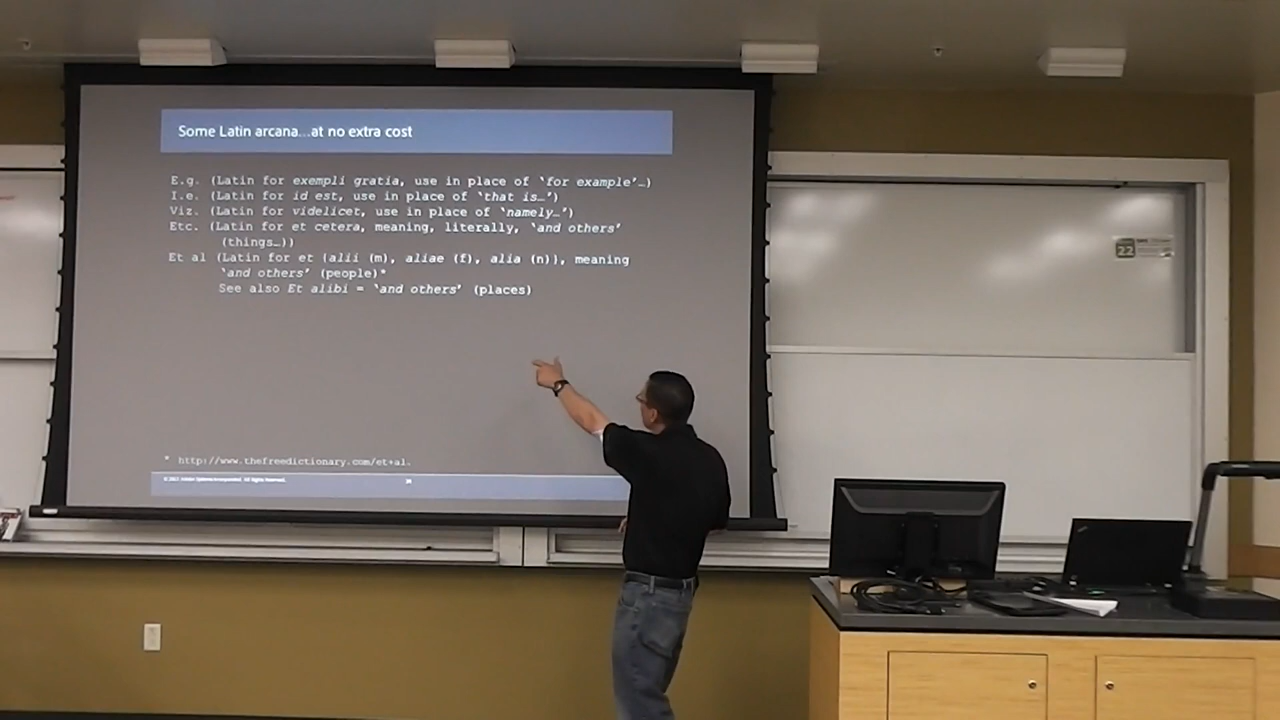 Some Latin arcana...at no extra cost
E.g. (Latin for exempli gratia, use in place of ‘for example’…)
I.e. (Latin for id est, use in place of ‘that is…’)
Viz. (Latin for videlicet, use in place of ‘namely…’)
Etc. (Latin for et cetera, meaning, literally, ‘and others’
(things…))
Et al (Latin for et (alii (m), aliae (f), alia (n)), meaning
‘and others’ (people)*
See also Et alibi = ‘and others’ (places)
* http://www.thefreedictionary.com/et+al.
22